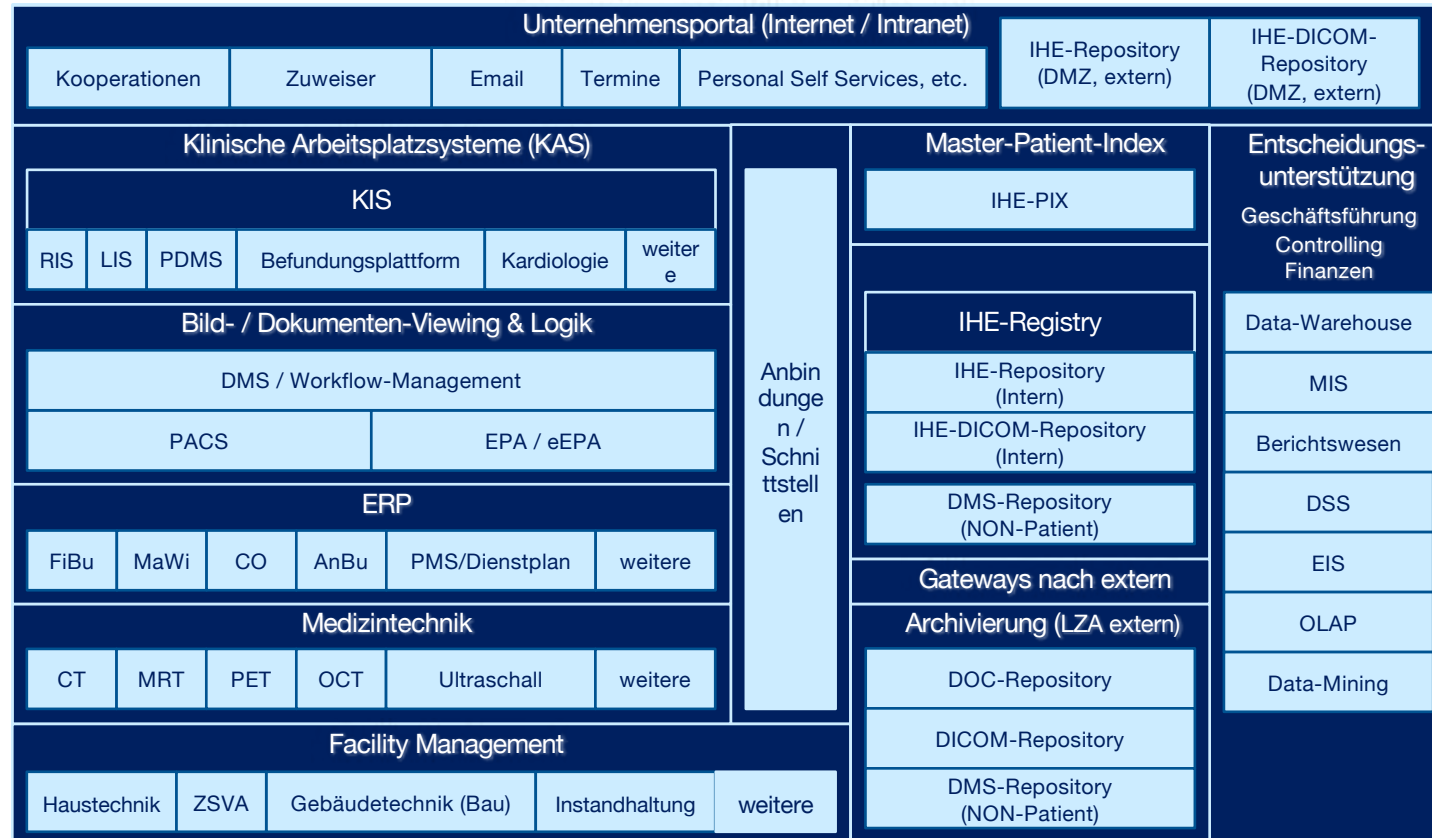 Unternehmensportal (Internet / Intranet)
Kooperationen
Zuweiser
Email
Termine
Personal Self Services, etc.
IHE-Repository
(DMZ, extern)
IHE-DICOM-
Repository
(DMZ, extern)
Klinische Arbeitsplatzsysteme (KAS)
KIS
RIS
LIS
PDMS
Befundungsplattform
Kardiologie
weiter
e
Bild- / Dokumenten-Viewing & Logik
DMS / Workflow-Management
PACS
EPA / eEPA
ERP
FiBu
MaWi
CO
AnBu
PMS/Dienstplan
weitere
Medizintechnik
CT
MRT
PET
OCT
Ultraschall
weitere
Facility Management
Haustechnik
ZSVA
Gebäudetechnik (Bau)
Instandhaltung
weitere
Anbin
dunge
n /
Schni
ttstell
en
Master-Patient-Index
IHE-PIX
IHE-Registry
IHE-Repository
(Intern)
IHE-DICOM-Repository
(Intern)
DMS-Repository
(NON-Patient)
Gateways nach extern
Archivierung (LZA extern)
DOC-Repository
DICOM-Repository
DMS-Repository
(NON-Patient)
Entscheidungs-
unterstützung
Geschäftsführung
Controlling
Finanzen
Data-Warehouse
MIS
Berichtswesen
DSS
EIS
OLAP
Data-Mining